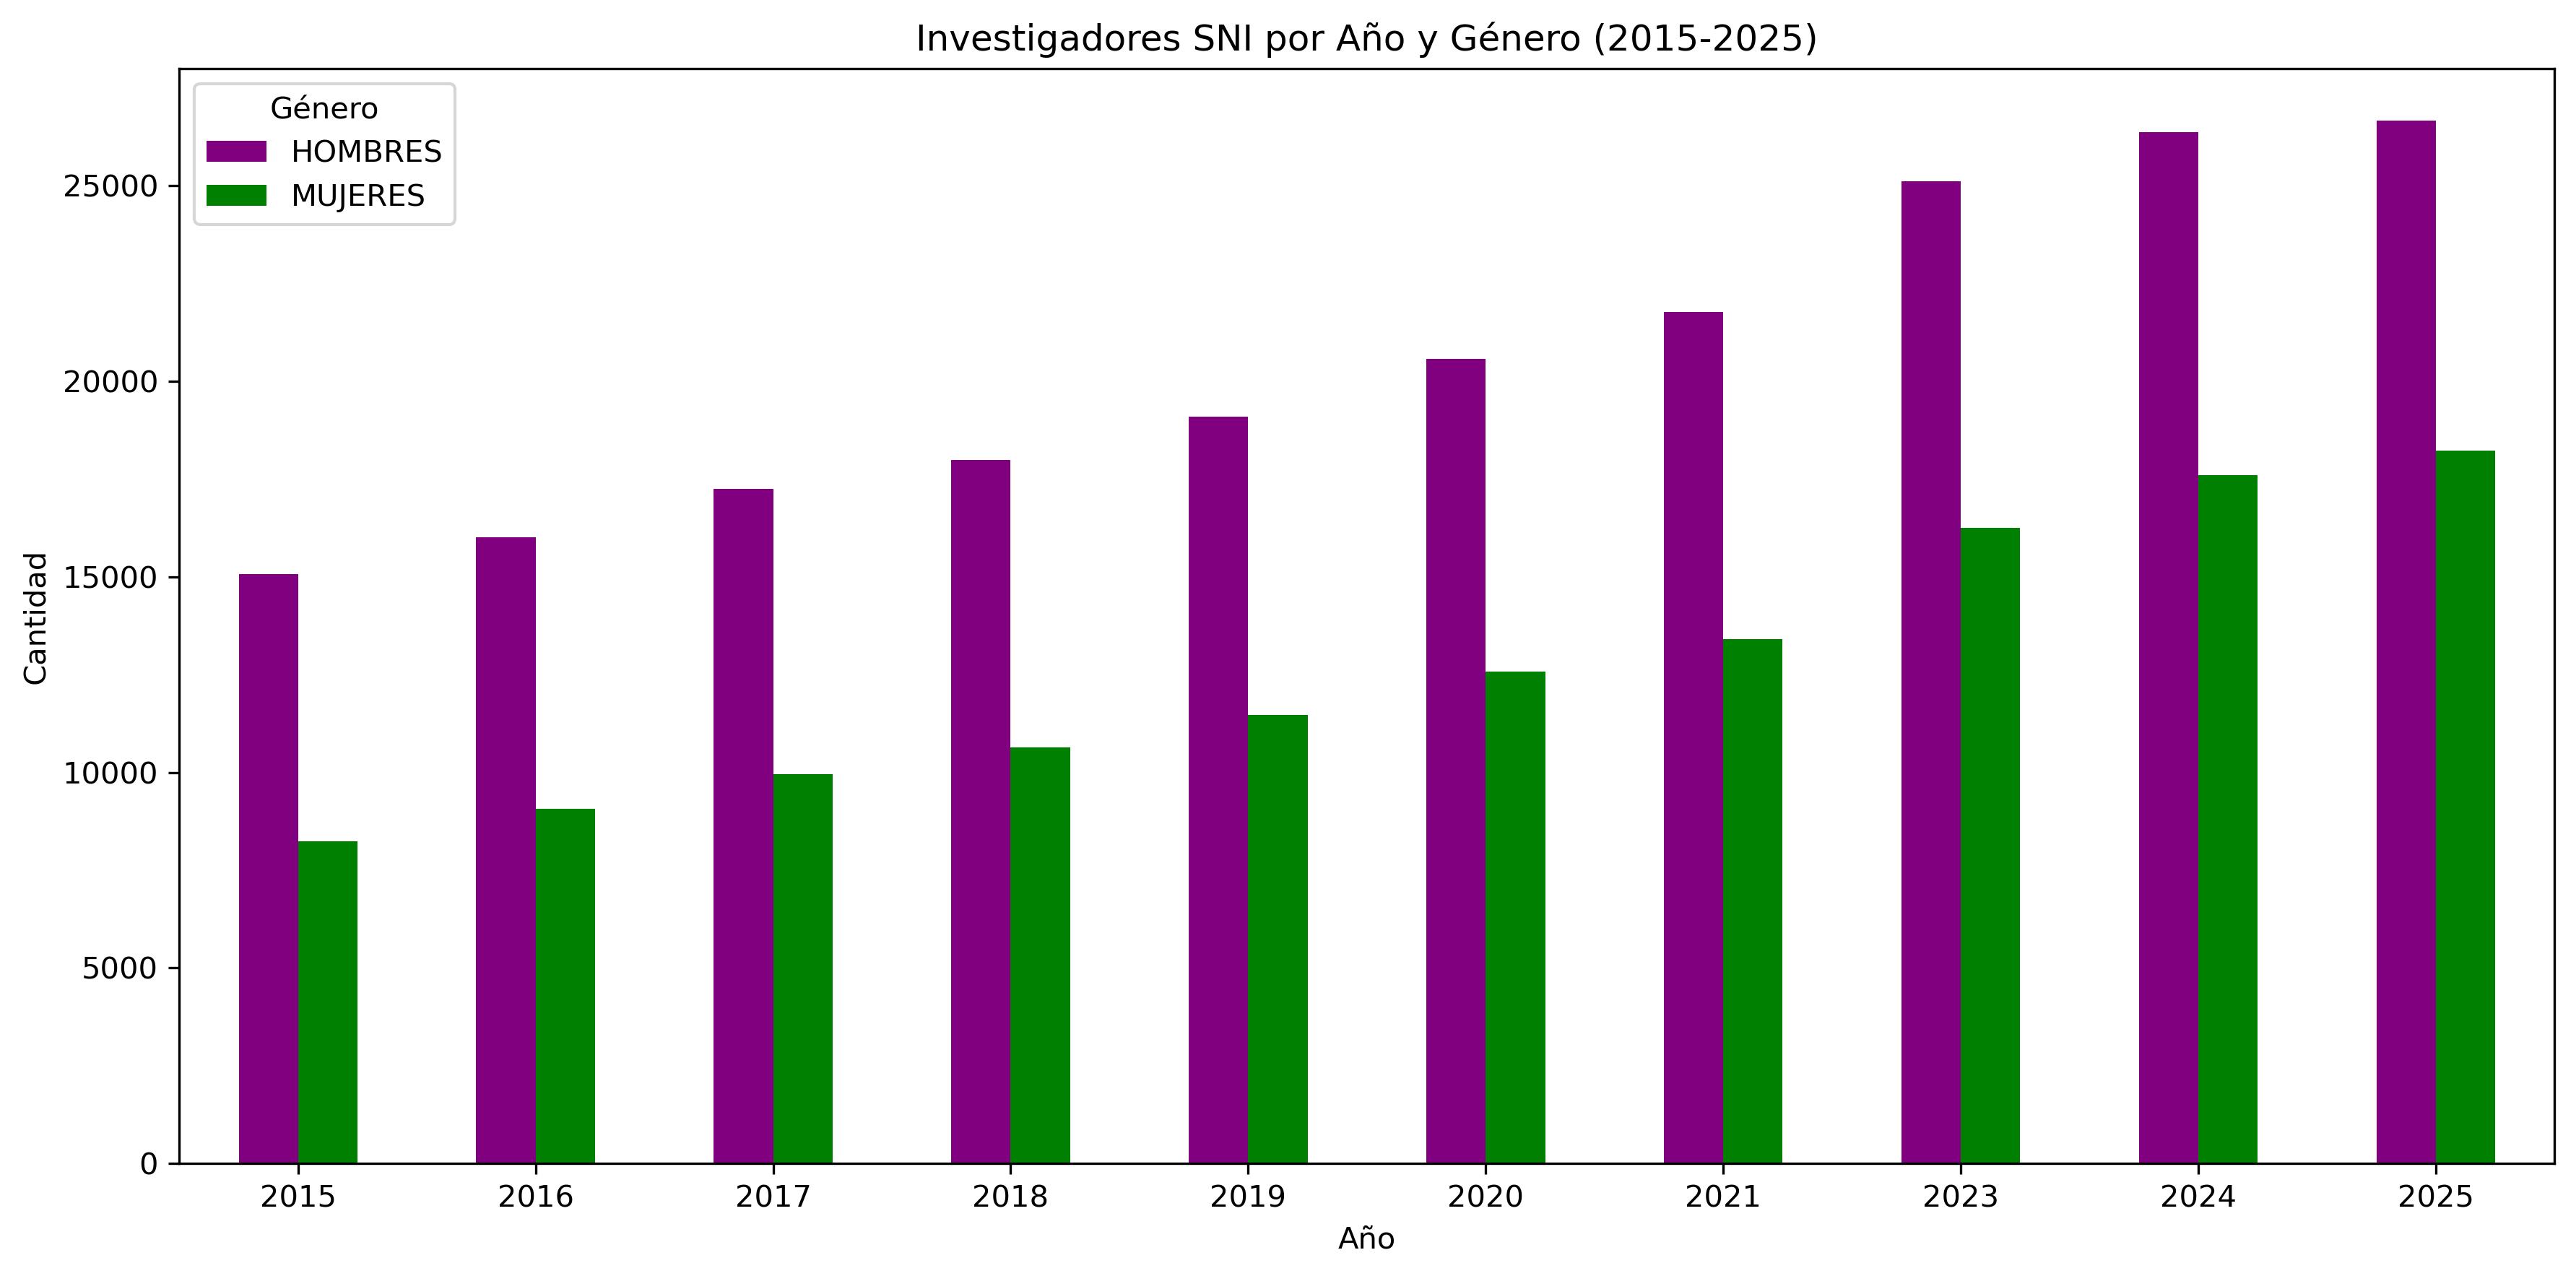 Investigadores SNI por Año y Género (2015-2025)
Género
HOMBRES
MUJERES
Cantidad
25000
20000
15000
10000
5000
0
2015 2016 2017 2018 2019 2020 2021 2023 2024 2025
Año